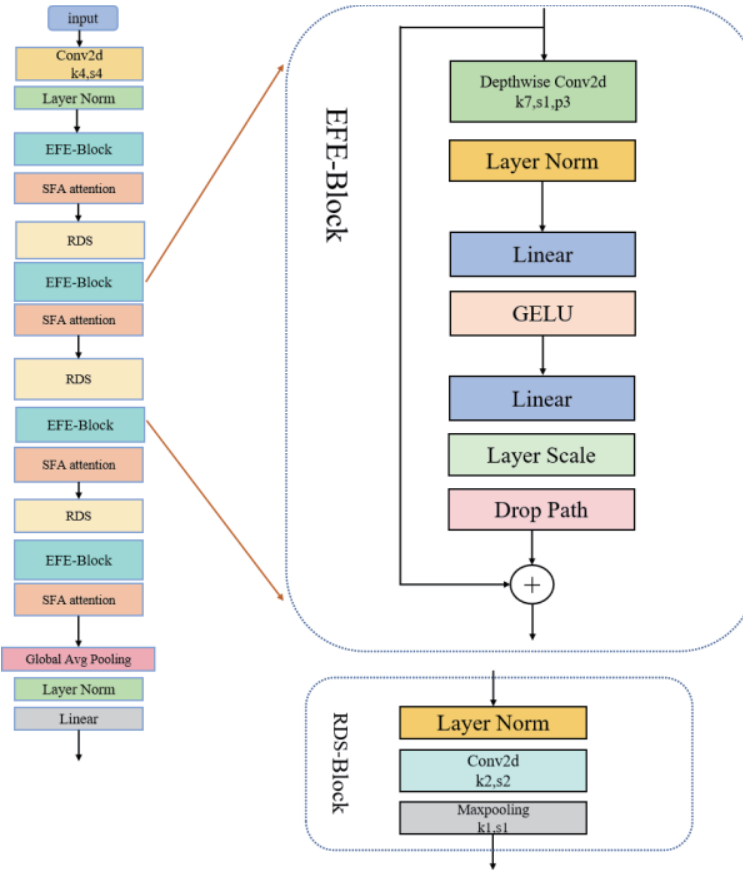 input
Conv2d
k4,s4
Layer Norm
EFE-Block
SFA attention
RDS
EFE-Block
SFA attention
RDS
EFE-Block
SFA attention
RDS
EFE-Block
SFA attention
Global Avg Pooling
Layer Norm
Linear
EFE-Block
Depthwise Conv2d
k7,s1,p3
Layer Norm
Linear
GELU
Linear
Layer Scale
Drop Path
+
RDS-Block
Layer Norm
Conv2d
k2,s2
Maxpooling
k1,s1